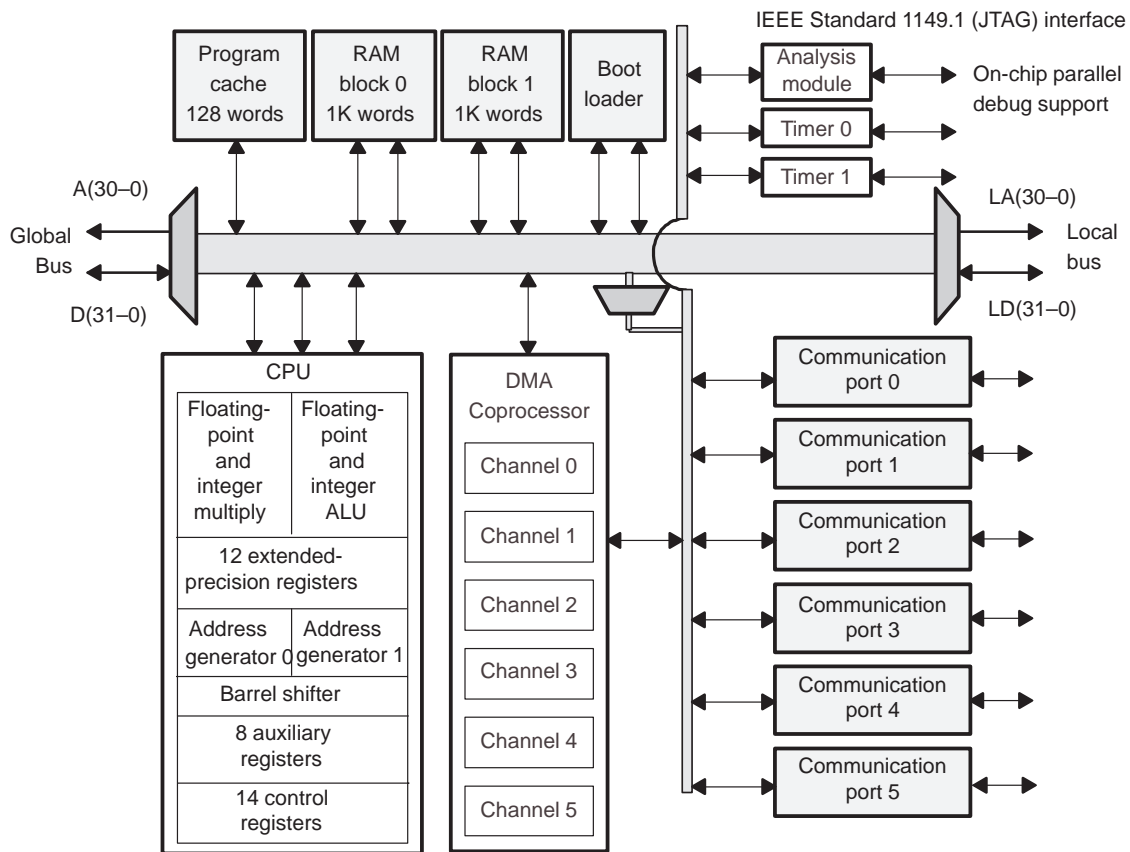 IEEE Standard 1149.1 (JTAG) interface
Program
cache
128 words
RAM
block 0
1K words
RAM
block 1
1K words
Boot
loader
Analysis
module
On-chip parallel
debug support
Timer 0
Timer 1
A(30–0)
Global
Bus
D(31–0)
LA(30–0)
Local
bus
LD(31–0)
CPU
Floating-
point
and
integer
multiply
Floating-
point
and
integer
ALU
12 extended-
precision registers
Address
generator 0
Address
generator 1
Barrel shifter
8 auxiliary
registers
14 control
registers
DMA
Coprocessor
Channel 0
Channel 1
Channel 2
Channel 3
Channel 4
Channel 5
Communication
port 0
Communication
port 1
Communication
port 2
Communication
port 3
Communication
port 4
Communication
port 5